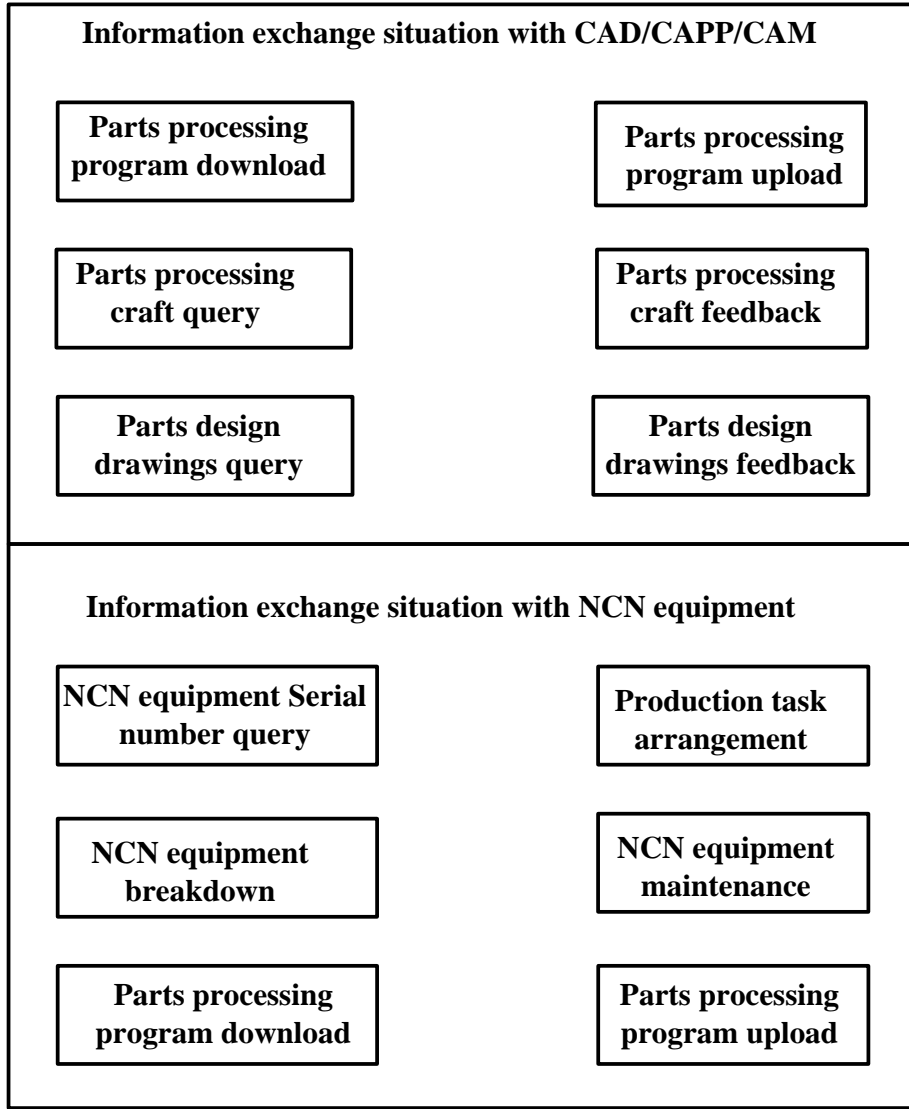 Information exchange situation with CAD/CAPP/CAM
Parts processing
program download
Parts processing
program upload
Parts processing
craft query
Parts processing
craft feedback
Parts design
drawings query
Parts design
drawings feedback
Information exchange situation with NCN equipment
NCN equipment Serial
number query
Production task
arrangement
NCN equipment
breakdown
NCN equipment
maintenance
Parts processing
program download
Parts processing
program upload